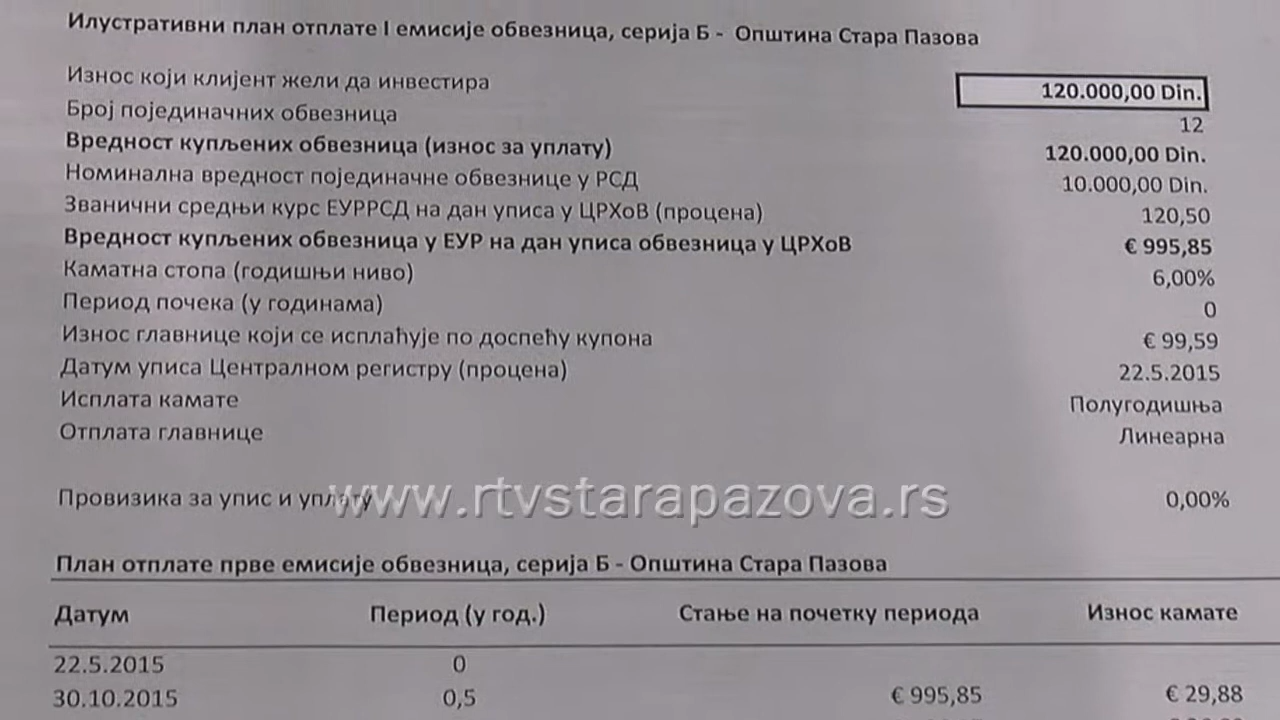 Илустративни план отплате I емисије обвезница, серија Б - Општина Стара Пазова
Износ који клијент жели да инвестира 120.000,00 Din.
Број појединачних обвезница 12
Вредност купљених обвезница (износ за уплату) 120.000,00 Din.
Номинална вредност појединачне обвезнице у РСД 10.000,00 Din.
Званични средњи курс ЕУРРСД на дан уписа у ЦРХоВ (процена) 120,50
Вредност купљених обвезница у ЕУР на дан уписа обвезница у ЦРХоВ € 995,85
Каматна стопа (годишњи ниво) 6,00%
Период почека (у годинама) 0
Износ главнице који се исплаћује по доспећу купона € 99,59
Датум уписа Централном регистру (процена) 22.5.2015
Исплата камате Полугодишња
Отплата главнице Линеарна
Провизика за упис и уплату 0,00%
www.rtvstarapazova.rs
План отплате прве емисије обвезница, серија Б - Општина Стара Пазова
Датум Период (у год.) Стање на почетку периода Износ камате
22.5.2015 0
30.10.2015 0,5 € 995,85 € 29,88